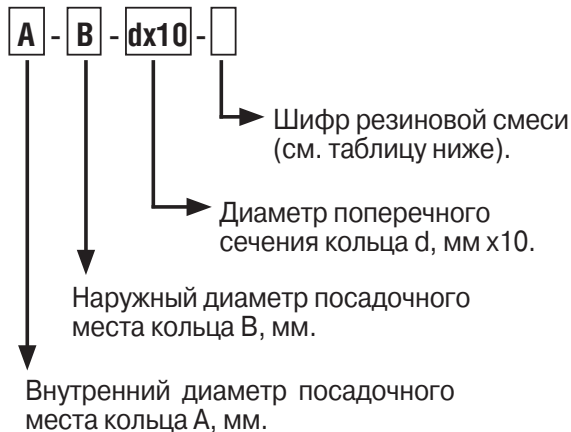 A - B - dx10 -
Шифр резиновой смеси
(см. таблицу ниже).
Диаметр поперечного
сечения кольца d, мм x10.
Наружный диаметр посадочного
места кольца В, мм.
Внутренний диаметр посадочного
места кольца А, мм.